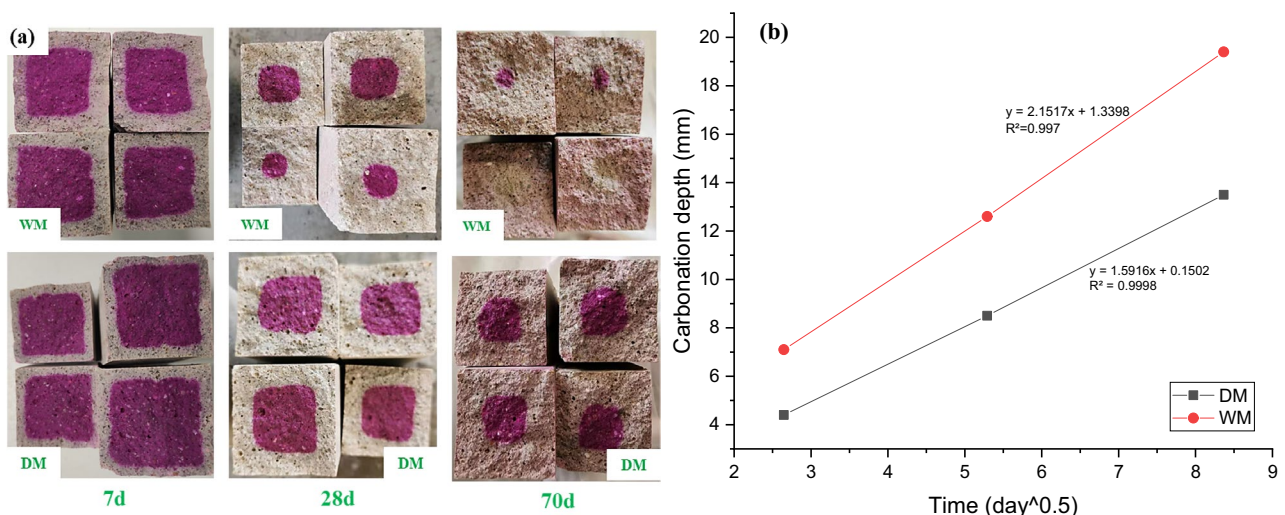 (a)
WM
WM
WM
DM
DM
DM
7d
28d
70d
(b)
Carbonation depth (mm)
20
18
16
14
12
10
8
6
4
y = 2.1517x + 1.3398
R²=0.997
y = 1.5916x + 0.1502
R² = 0.9998
DM
WM
2
3
4
5
6
7
8
9
Time (day^0.5)